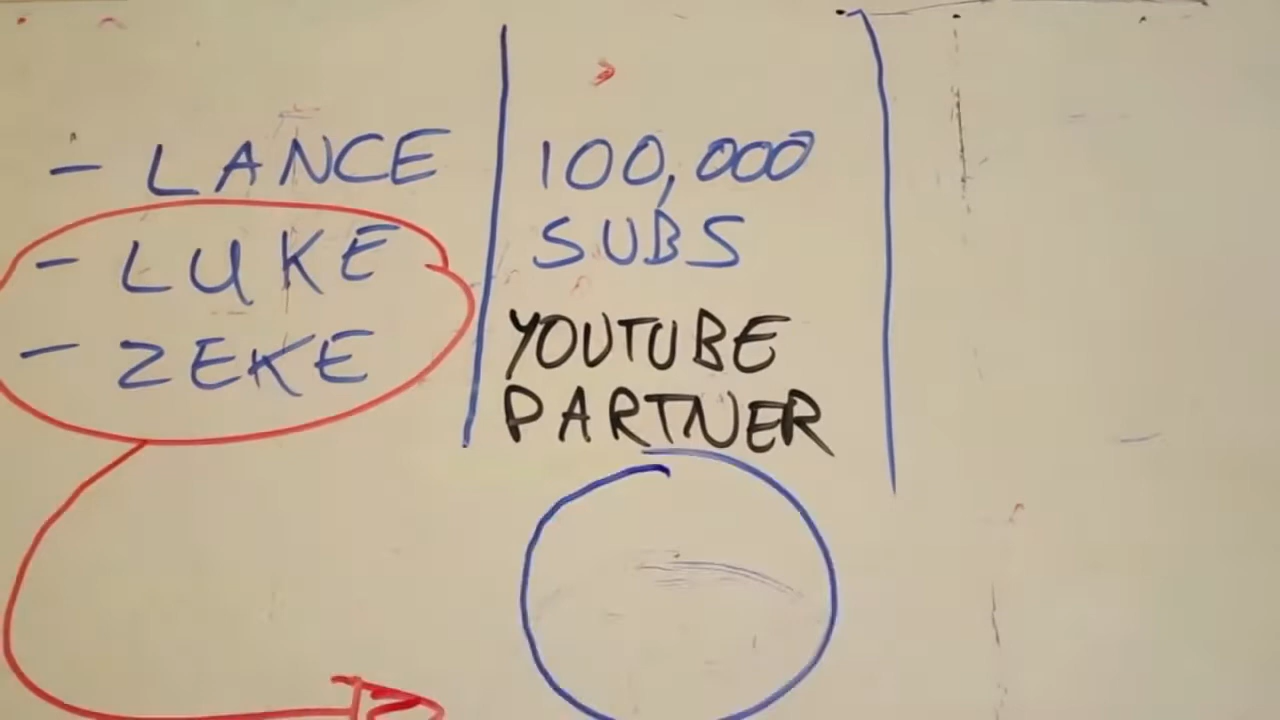 - LANCE
- LUKE
- ZEKE
100,000
SUBS
YOUTUBE
PARTNER